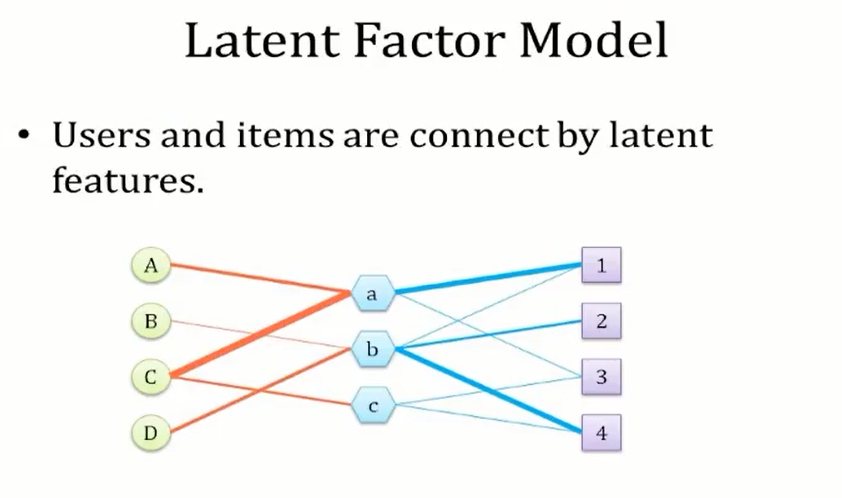 Latent Factor Model
• Users and items are connect by latent
features.
A
a
1
B
b
2
C
c
3
D
4